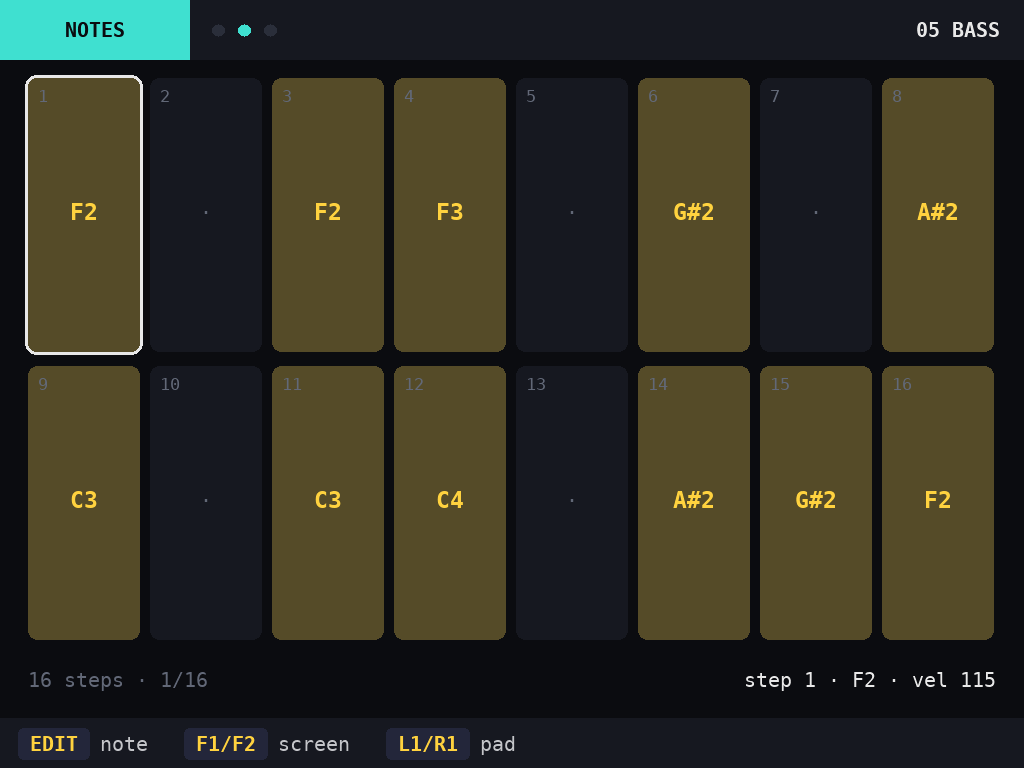 NOTES 05 BASS
1 2 3 4 5 6 7 8
F2 · F2 F3 · G#2 · A#2
9 10 11 12 13 14 15 16
C3 · C3 C4 · A#2 G#2 F2
16 steps · 1/16 step 1 · F2 · vel 115
EDIT note F1/F2 screen L1/R1 pad